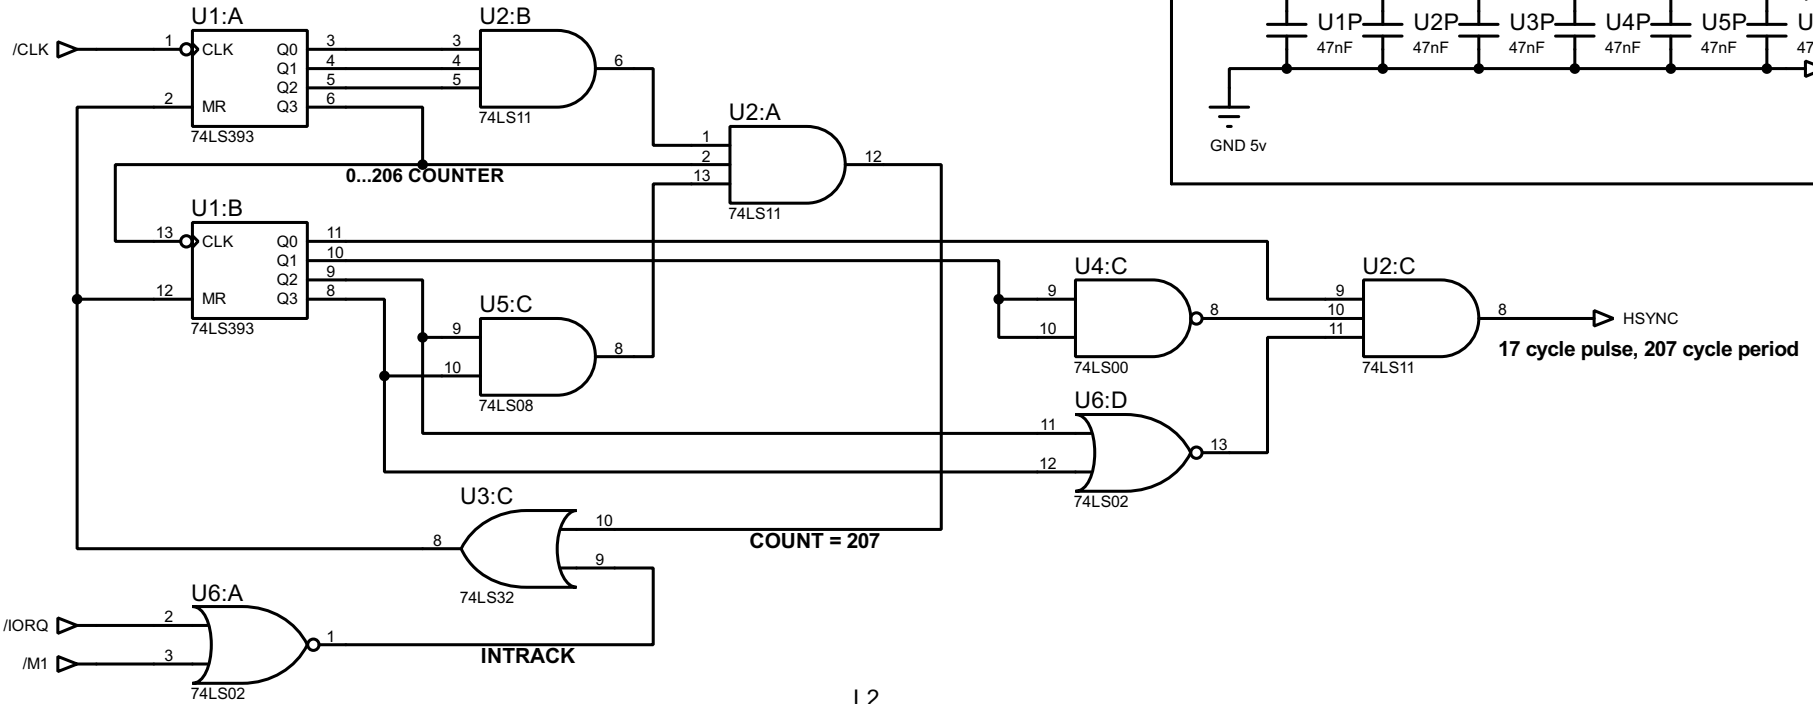 U1:A
/CLK
1
CLK
Q0
3
Q1
4
Q2
5
2
MR
Q3
6
74LS393
U2:B
3
4
5
6
74LS11
U2:A
1
2
13
12
74LS11
0...206 COUNTER
U1:B
13
CLK
Q0
11
Q1
10
Q2
9
12
MR
Q3
8
74LS393
U5:C
9
10
8
74LS08
U4:C
9
10
8
74LS00
U2:C
9
10
11
8
74LS11
HSYNC
17 cycle pulse, 207 cycle period
U6:D
11
12
13
74LS02
U3:C
8
10
9
74LS32
COUNT = 207
U6:A
/IORQ
2
/M1
3
1
74LS02
INTRACK
U1P
47nF
U2P
47nF
U3P
47nF
U4P
47nF
U5P
47nF
U
47
GND 5v
L2